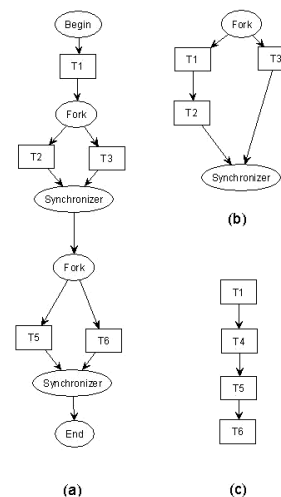 Begin
T1
Fork
T2 T3
Synchronizer
Fork
T5 T6
Synchronizer
End
(a)
Fork
T1 T3
T2
Synchronizer
(b)
T1
T4
T5
T6
(c)